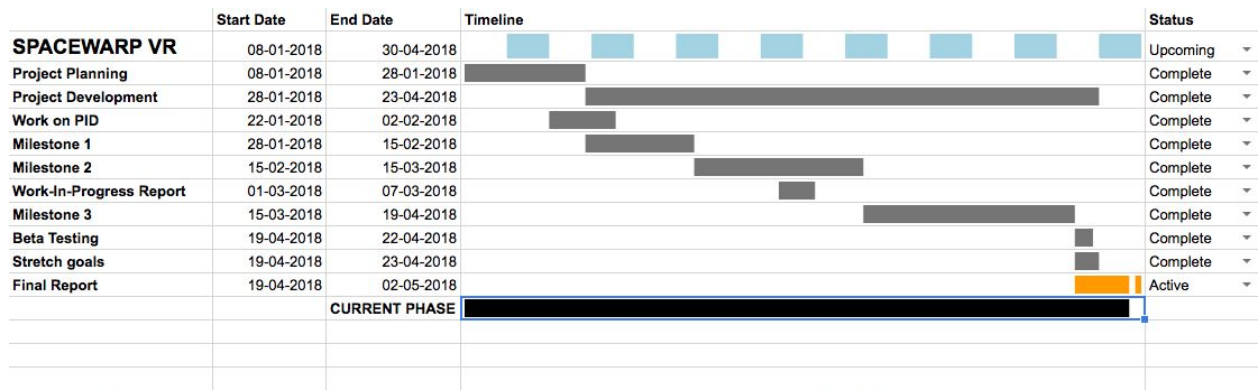 Start Date End Date Timeline Status
SPACEWARP VR 08-01-2018 30-04-2018 Upcoming
Project Planning 08-01-2018 28-01-2018 Complete
Project Development 28-01-2018 23-04-2018 Complete
Work on PID 22-01-2018 02-02-2018 Complete
Milestone 1 28-01-2018 15-02-2018 Complete
Milestone 2 15-02-2018 15-03-2018 Complete
Work-In-Progress Report 01-03-2018 07-03-2018 Complete
Milestone 3 15-03-2018 19-04-2018 Complete
Beta Testing 19-04-2018 22-04-2018 Complete
Stretch goals 19-04-2018 23-04-2018 Complete
Final Report 19-04-2018 02-05-2018 Active
CURRENT PHASE